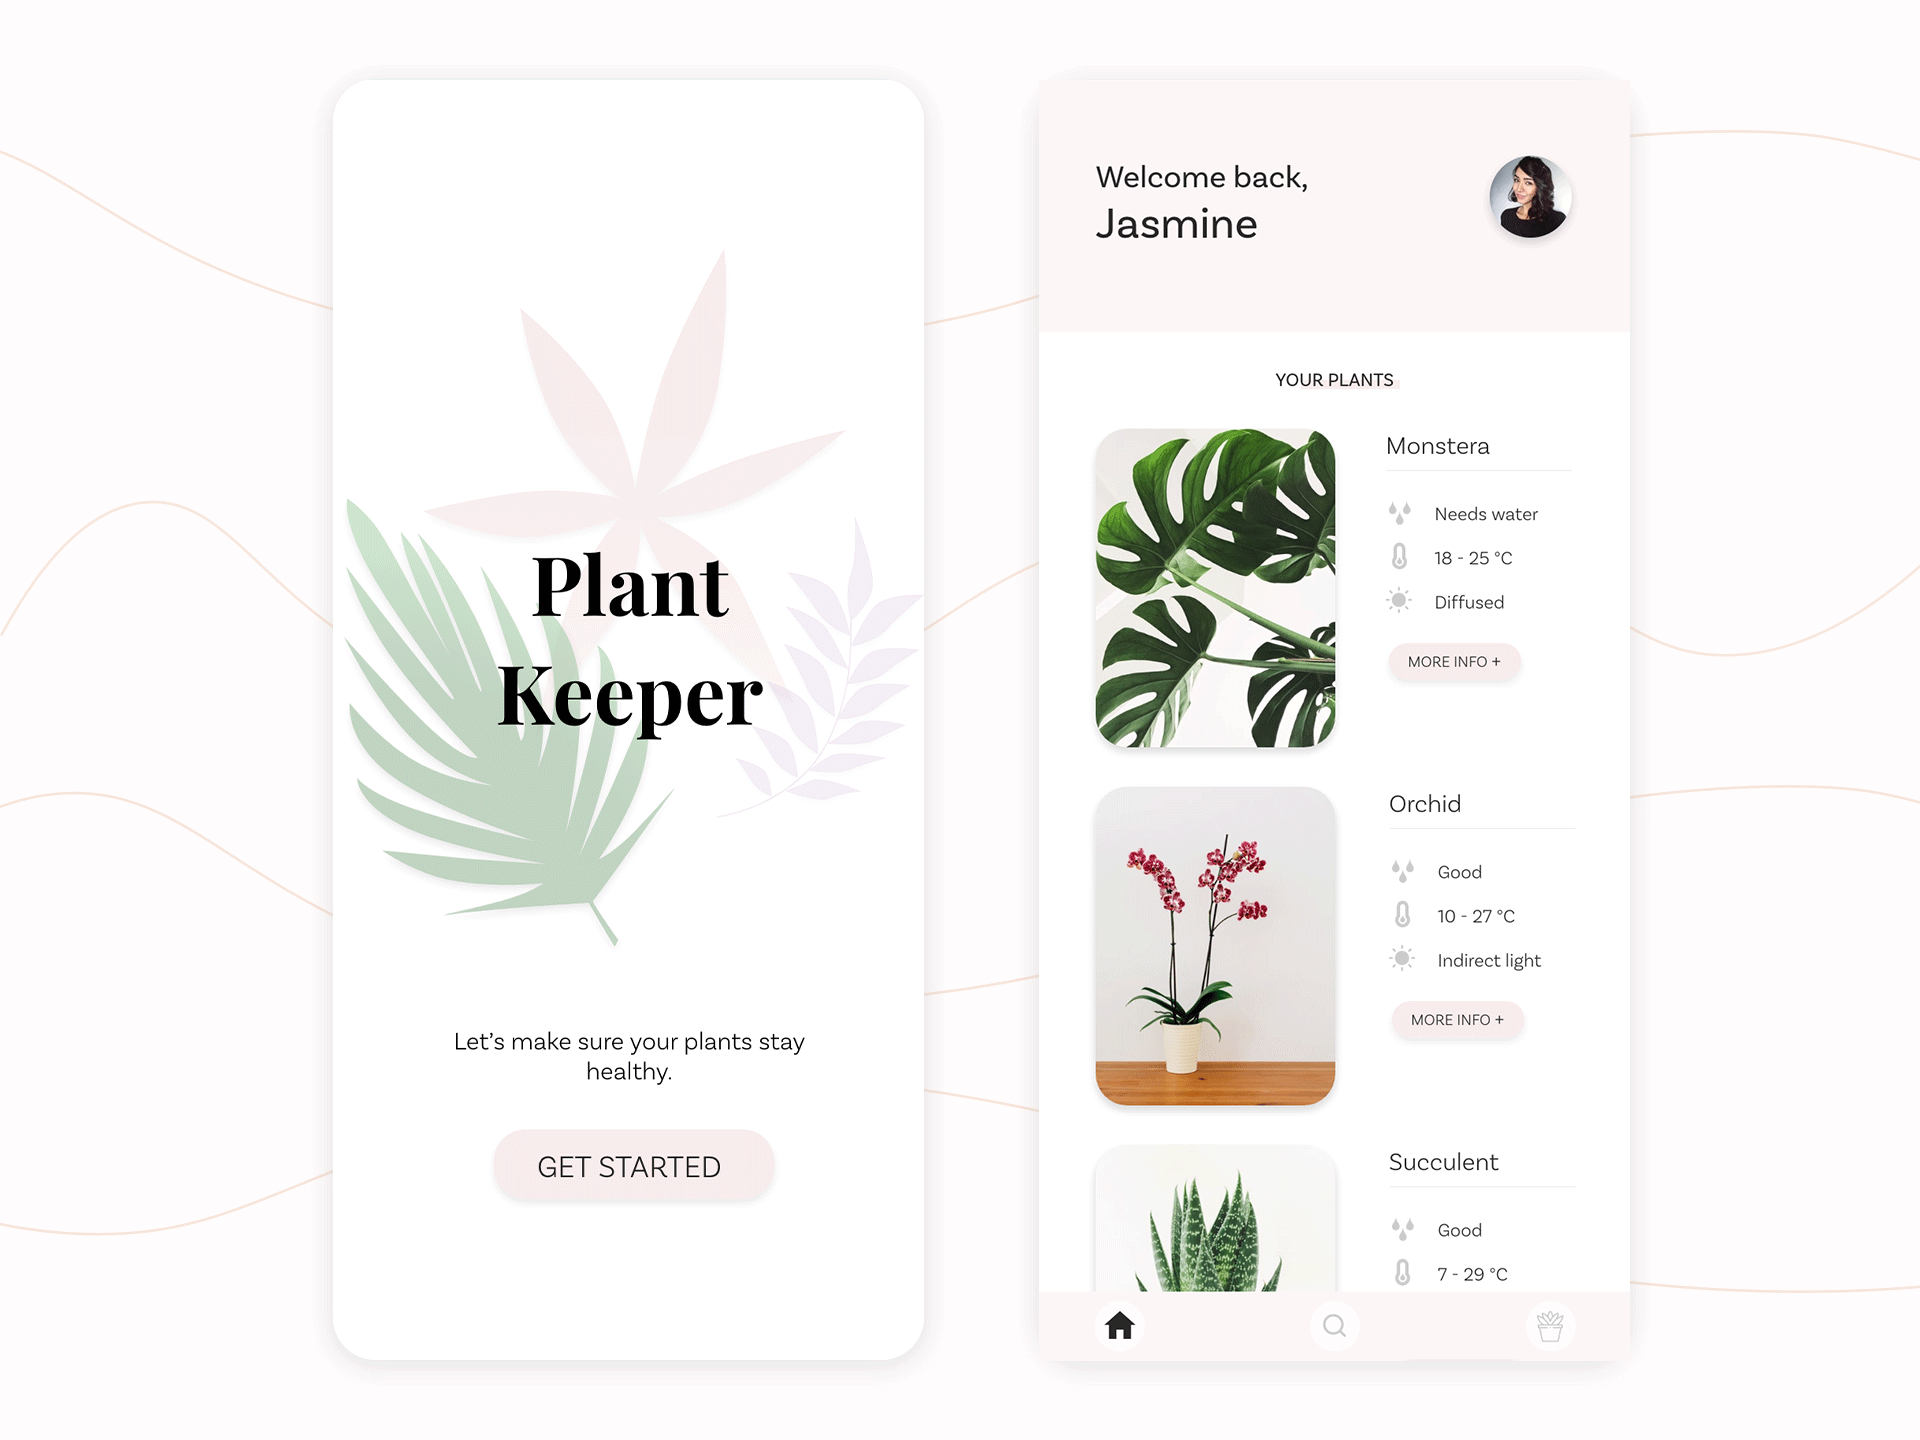 Plant
Keeper
Let’s make sure your plants stay
healthy.
GET STARTED
Welcome back,
Jasmine
YOUR PLANTS
Monstera
Needs water
18 - 25 °C
Diffused
MORE INFO +
Orchid
Good
10 - 27 °C
Indirect light
MORE INFO +
Succulent
Good
7 - 29 °C